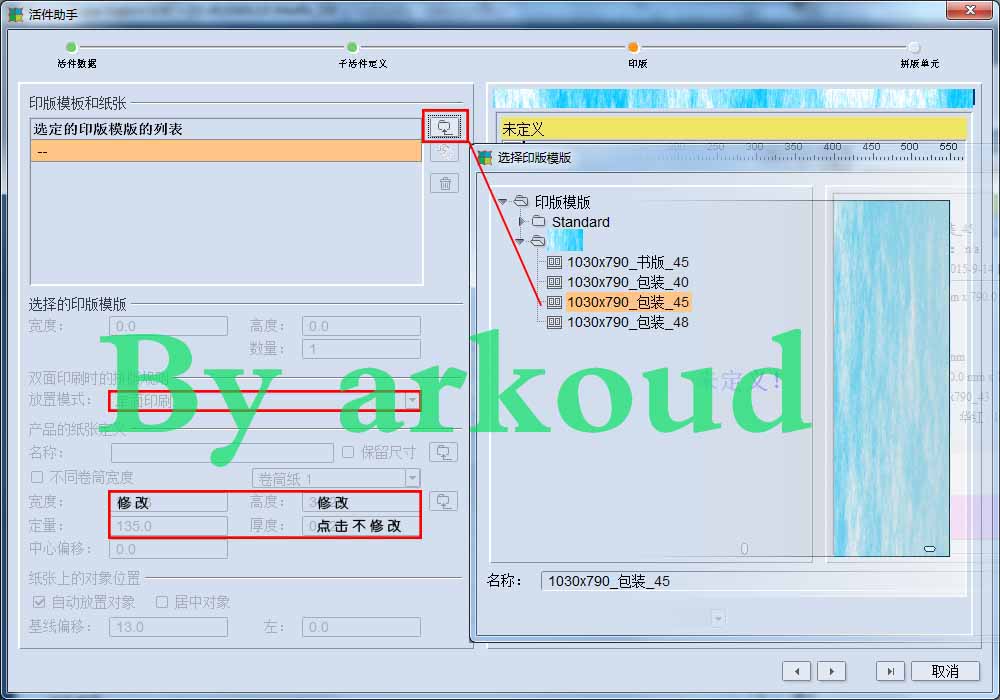 活件助手
活件数据
子活件定义
印版
拼版单元
印版模板和纸张
选定的印版模版的列表
--
选择的印版模版
宽度： 0.0 高度： 0.0
数量： 1
放置模式： 单面印刷
产品的纸张定义
名称： 保留尺寸
不同卷筒宽度 卷筒纸 1
宽度： 修改 高度： 修改
定量： 135.0 厚度： 点击不修改
中心偏移： 0.0
纸张上的对象位置
自动放置对象 居中对象
基线偏移： 13.0 左： 0.0
未定义
250 300 350 400 450 500 550
选择印版模版
印版模版
Standard
1030x790_书版_45
1030x790_包装_40
1030x790_包装_45
1030x790_包装_48
未定义！
0
名称： 1030x790_包装_45
取消
By arkoud